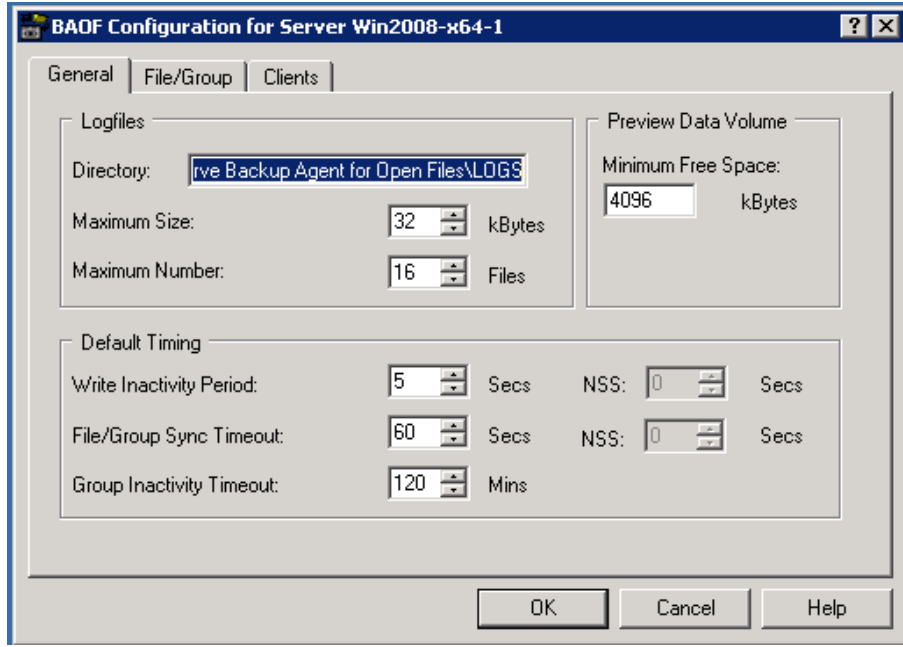 BAOF Configuration for Server Win2008-x64-1
General File/Group Clients
Logfiles
Directory: rve Backup Agent for Open Files\LOGS
Maximum Size: 32 kBytes
Maximum Number: 16 Files
Preview Data Volume
Minimum Free Space:
4096 kBytes
Default Timing
Write Inactivity Period: 5 Secs NSS: 0 Secs
File/Group Sync Timeout: 60 Secs NSS: 0 Secs
Group Inactivity Timeout: 120 Mins
OK Cancel Help